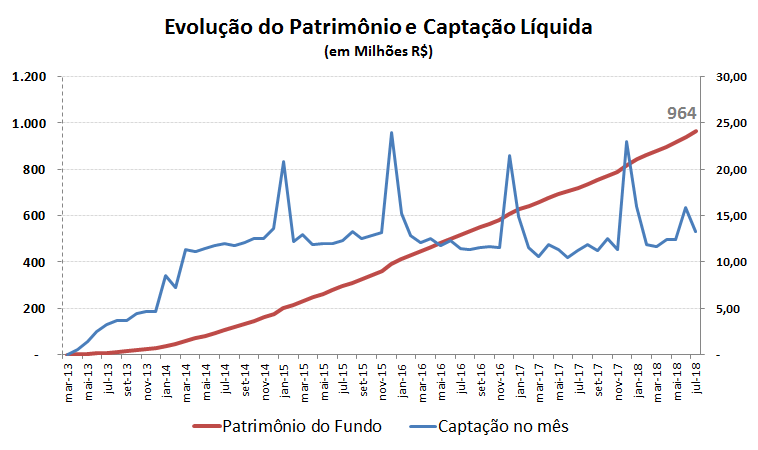 Evolução do Patrimônio e Captação Líquida
(em Milhões R$)
1.200
1.000
800
600
400
200
-
30,00
25,00
20,00
15,00
10,00
5,00
-
964
mar-13
mai-13
jul-13
set-13
nov-13
jan-14
mar-14
mai-14
jul-14
set-14
nov-14
jan-15
mar-15
mai-15
jul-15
set-15
nov-15
jan-16
mar-16
mai-16
jul-16
set-16
nov-16
jan-17
mar-17
mai-17
jul-17
set-17
nov-17
jan-18
mar-18
mai-18
jul-18
Patrimônio do Fundo
Captação no mês